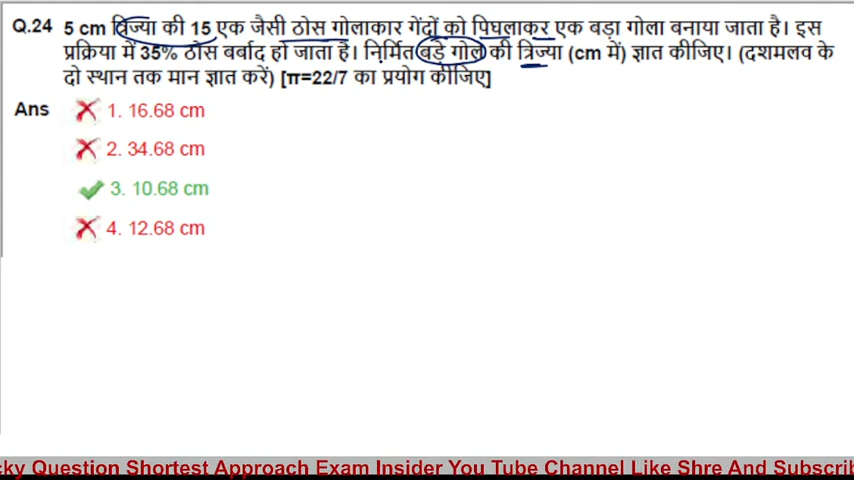 Q.24 5 cm त्रिज्या की 15 एक जैसी ठोस गोलाकार गेंदों को पिघलाकर एक बड़ा गोला बनाया जाता है। इस
प्रक्रिया में 35% ठोस बर्बाद हो जाता है। निर्मित बड़े गोले की त्रिज्या (cm में) ज्ञात कीजिए। (दशमलव के
दो स्थान तक मान ज्ञात करें) [π=22/7 का प्रयोग कीजिए]
Ans 1. 16.68 cm
2. 34.68 cm
3. 10.68 cm
4. 12.68 cm
cky Question Shortest Approach Exam Insider You Tube Channel Like Shre And Subscrib